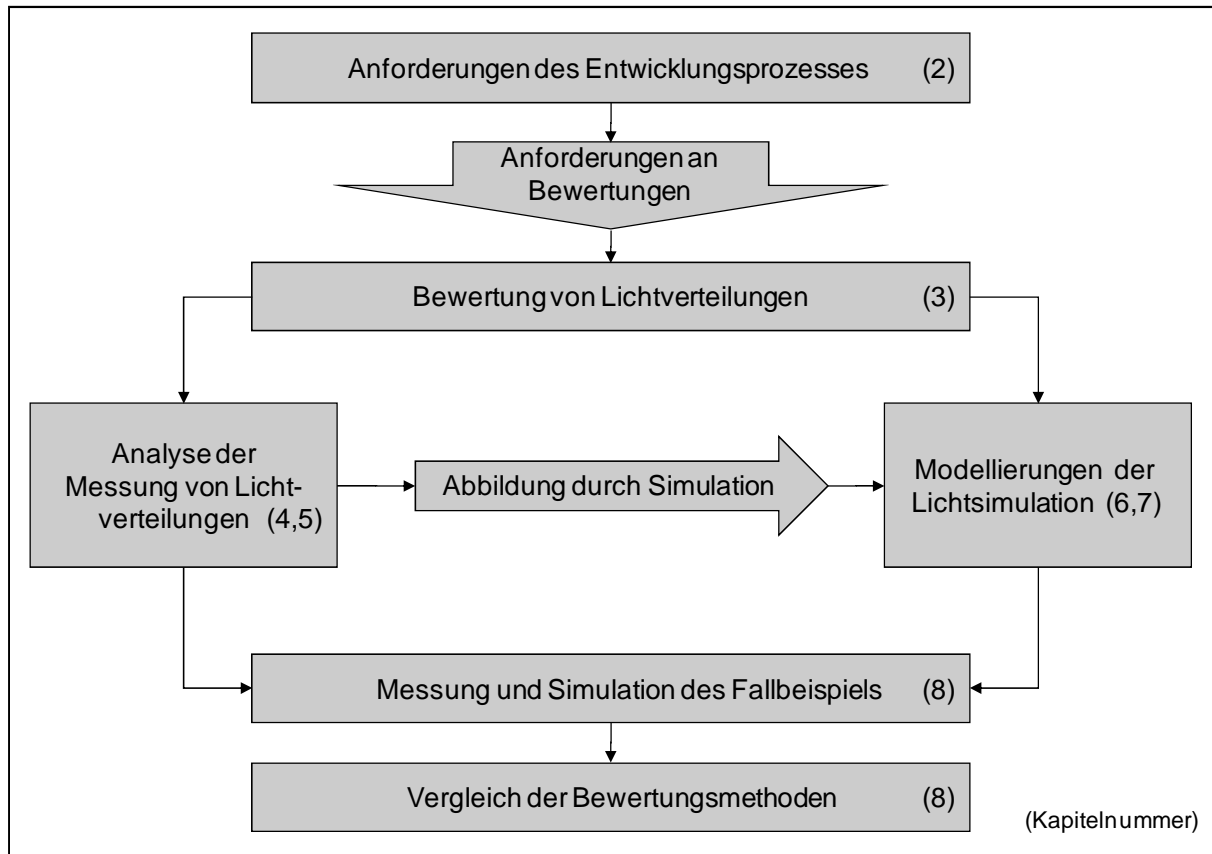 Anforderungen des Entwicklungsprozesses (2)
Anforderungen an
Bewertungen
Bewertung von Lichtverteilungen (3)
Analyse der
Messung von Licht-
verteilungen (4,5)
Abbildung durch Simulation
Modellierungen der
Lichtsimulation (6,7)
Messung und Simulation des Fallbeispiels (8)
Vergleich der Bewertungsmethoden (8)
(Kapitelnummer)